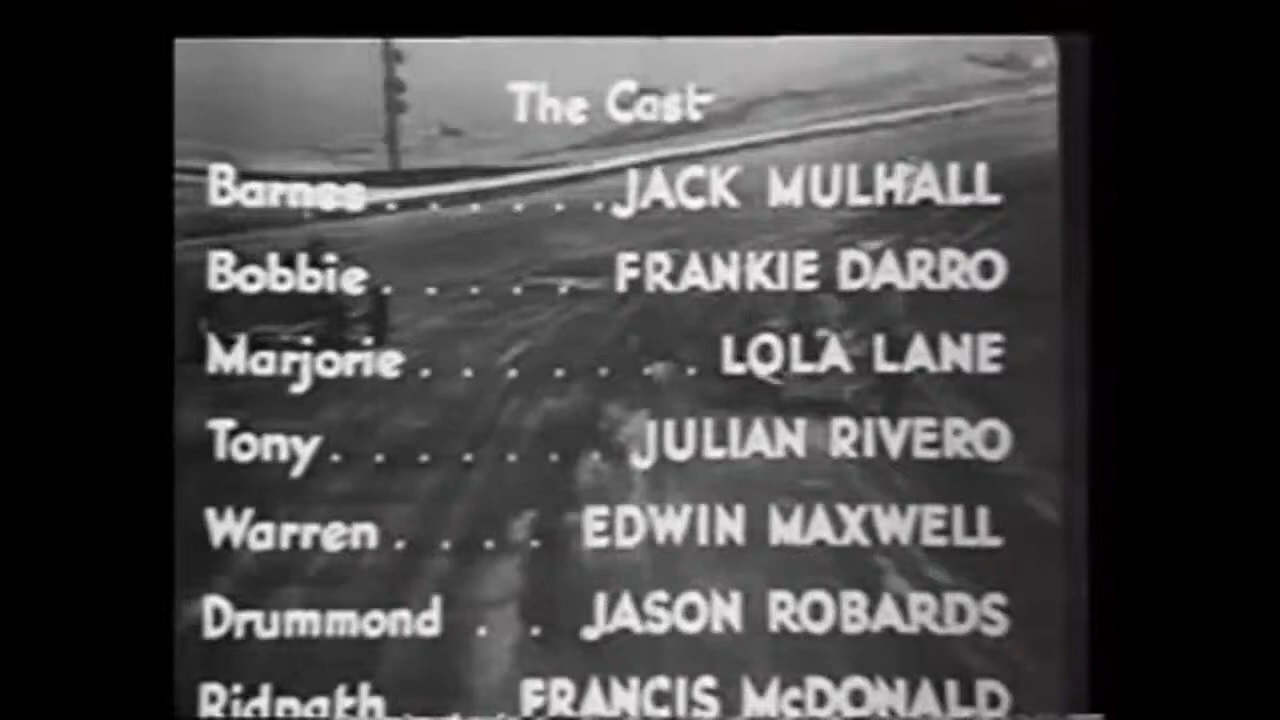 The Cast
Barnes . . . . . . JACK MULHALL
Bobbie . . . . . FRANKIE DARRO
Marjorie . . . . . . . LOLA LANE
Tony . . . . . . . JULIAN RIVERO
Warren . . . . EDWIN MAXWELL
Drummond . . JASON ROBARDS
Ridpath FRANCIS McDONALD